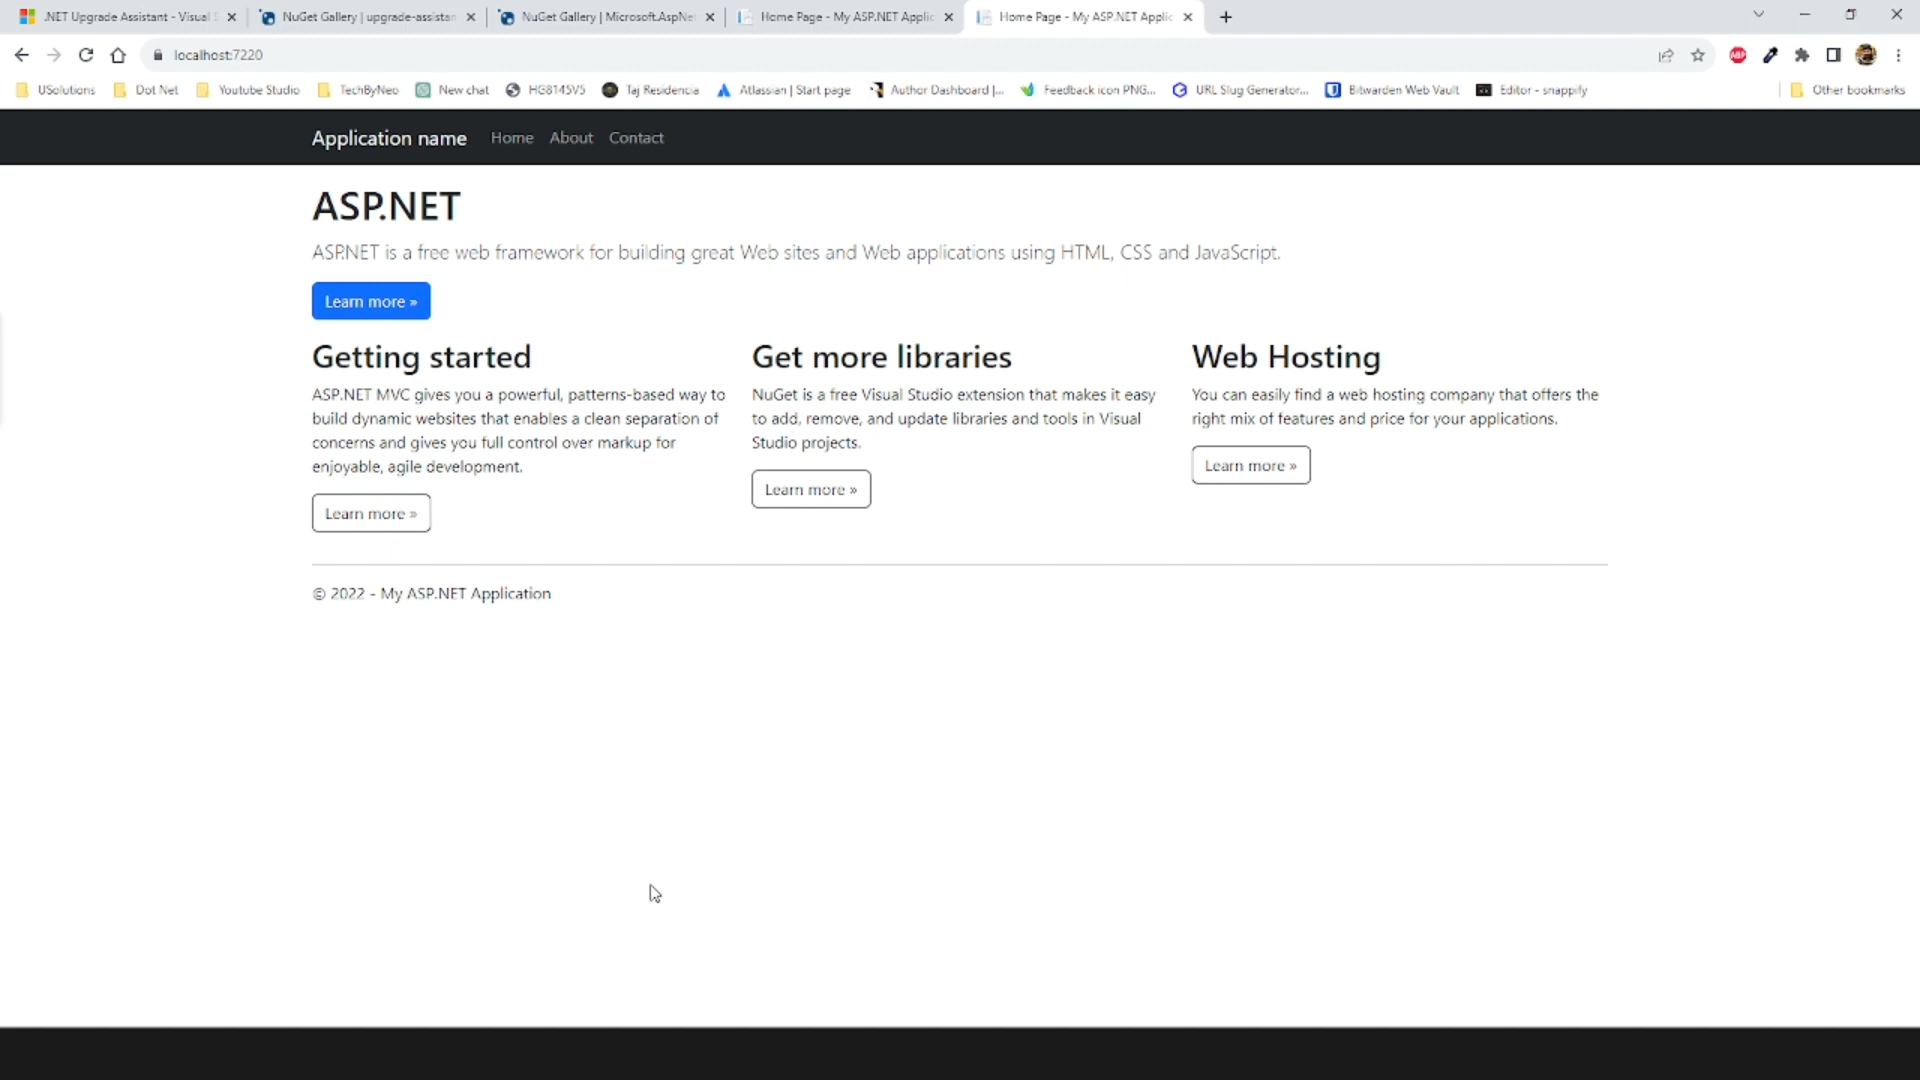 .NET Upgrade Assistant - Visual S
NuGet Gallery | upgrade-assistan
NuGet Gallery | Microsoft.AspNe
Home Page - My ASP.NET Applic
Home Page - My ASP.NET Applic
localhost:7220
ABP
USolutions
Dot Net
Youtube Studio
TechByNeo
New chat
HG8145V5
Taj Residencia
Atlassian | Start page
Author Dashboard |...
Feedback icon PNG...
URL Slug Generator...
Bitwarden Web Vault
Editor - snappify
Other bookmarks
Application name Home About Contact
ASP.NET
ASP.NET is a free web framework for building great Web sites and Web applications using HTML, CSS and JavaScript.
Learn more »
Getting started
ASP.NET MVC gives you a powerful, patterns-based way to
build dynamic websites that enables a clean separation of
concerns and gives you full control over markup for
enjoyable, agile development.
Learn more »
Get more libraries
NuGet is a free Visual Studio extension that makes it easy
to add, remove, and update libraries and tools in Visual
Studio projects.
Learn more »
Web Hosting
You can easily find a web hosting company that offers the
right mix of features and price for your applications.
Learn more »
© 2022 - My ASP.NET Application